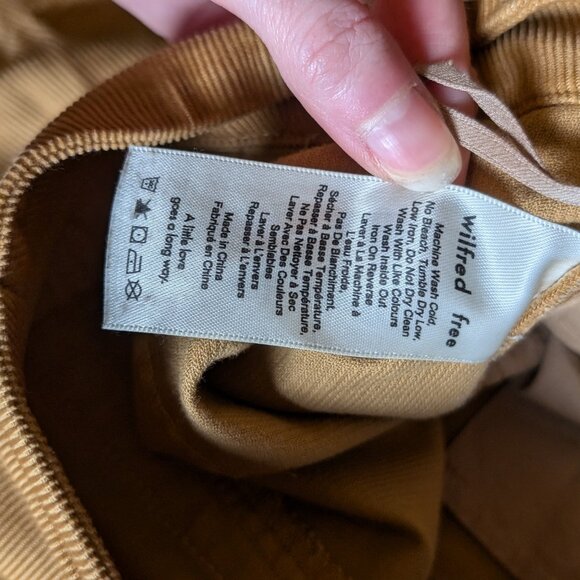 wilfred free
Machine Wash Cold,
No Bleach, Tumble Dry Low,
Low Iron, Do Not Dry Clean
Wash With Like Colours
Wash Inside Out
Iron On Reverse
Laver à La Machine à
L'eau Froide,
Pas De Blanchiment,
Sécher à Basse Température,
Repasser à Basse Température,
Ne Pas Nettoyer à Sec
Laver Avec Des Couleurs
Laver à L'envers
Repasser à L'envers
Made in China
Fabriqué en Chine
A little love
goes a long way.